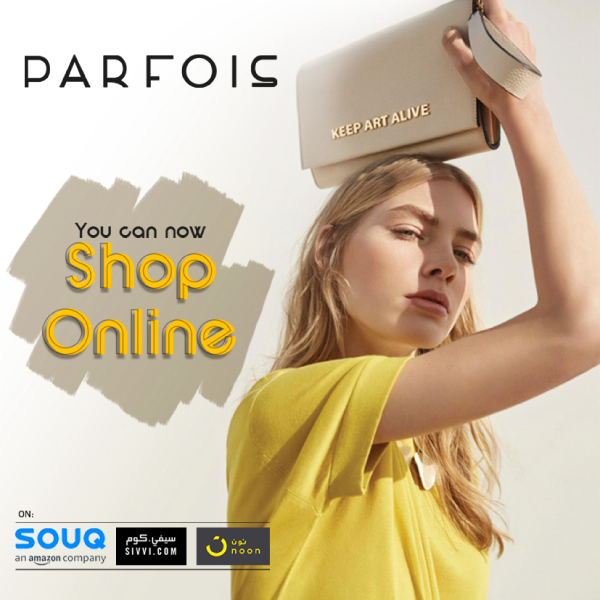 PARFOIS
KEEP ART ALIVE
You can now
Shop
Online
ON:
SOUQ
an amazon company
سيفي.كوم
SIVVI.COM
نون
noon